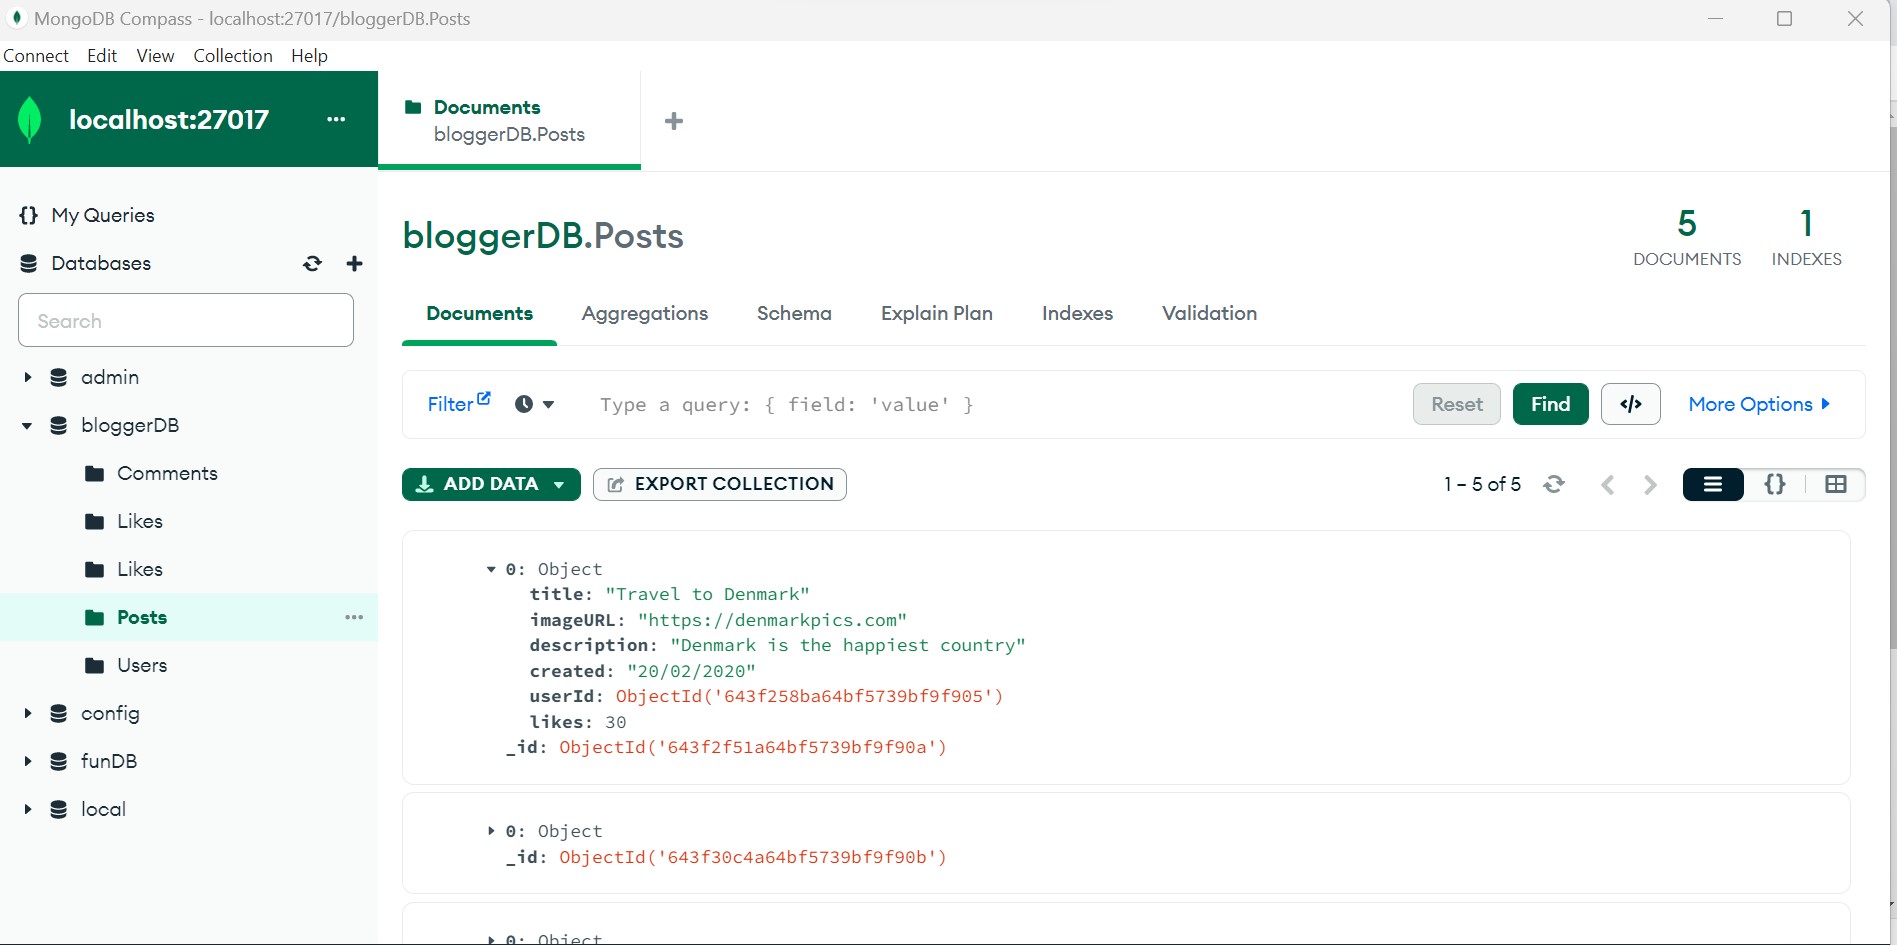 MongoDB Compass - localhost:27017/bloggerDB.Posts
Connect Edit View Collection Help
localhost:27017 ...
Documents
bloggerDB.Posts
My Queries
Databases
Search
admin
bloggerDB
Comments
Likes
Likes
Posts ...
Users
config
funDB
local
bloggerDB.Posts
5
DOCUMENTS
1
INDEXES
Documents Aggregations Schema Explain Plan Indexes Validation
Filter Type a query: { field: 'value' } Reset Find </> More Options
ADD DATA EXPORT COLLECTION 1 – 5 of 5 {}
0: Object
title: "Travel to Denmark"
imageURL: "https://denmarkpics.com"
description: "Denmark is the happiest country"
created: "20/02/2020"
userId: ObjectId('643f258ba64bf5739bf9f905')
likes: 30
_id: ObjectId('643f2f51a64bf5739bf9f90a')
0: Object
_id: ObjectId('643f30c4a64bf5739bf9f90b')
0: Object